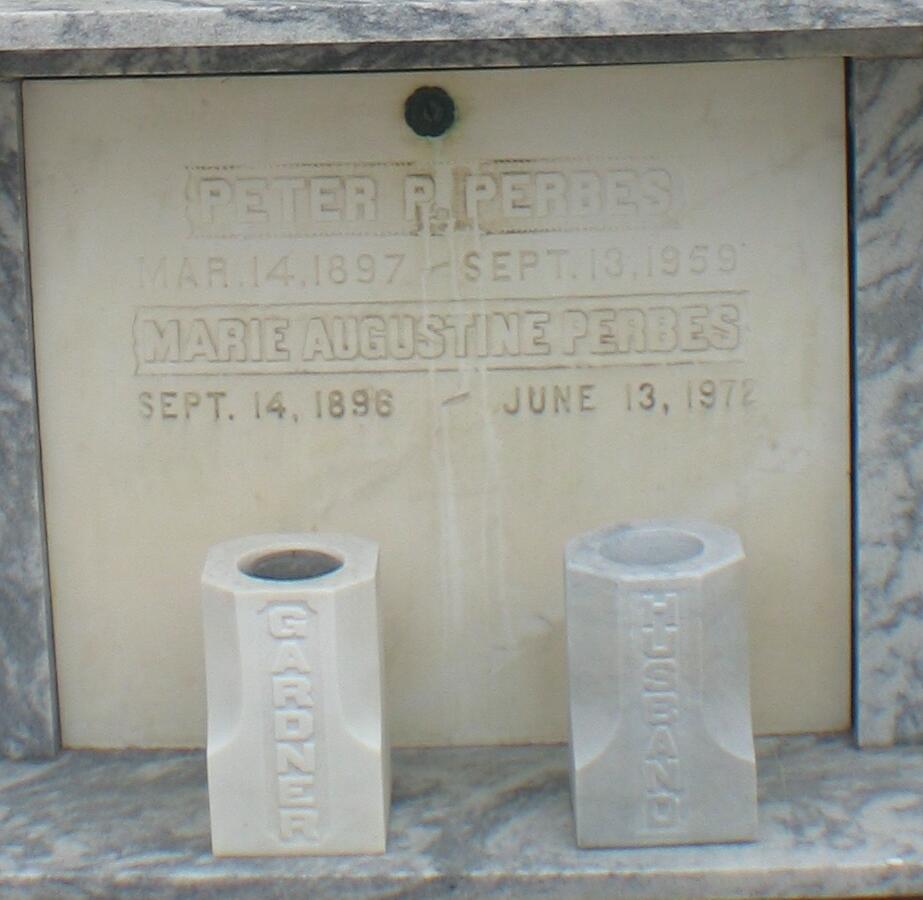 PETER P. PERBES
MAR. 14, 1897 - SEPT. 13, 1959
MARIE AUGUSTINE PERBES
SEPT. 14, 1896 - JUNE 13, 1972
GARDNER
HUSBAND